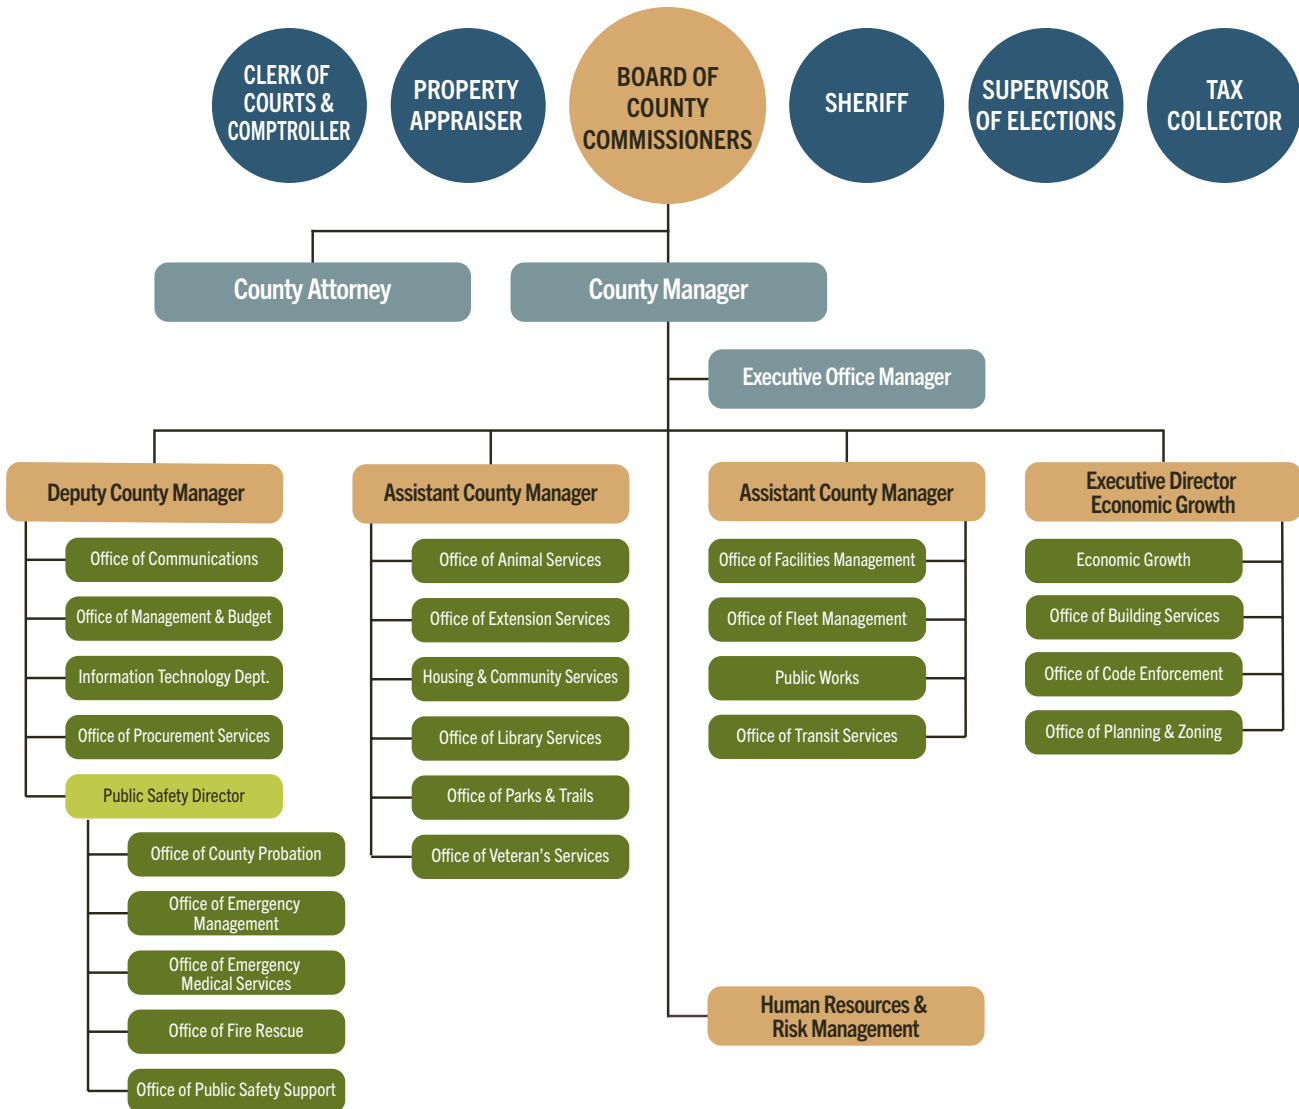 CLERK OF
COURTS &
COMPTROLLER
PROPERTY
APPRAISER
BOARD OF
COUNTY
COMMISSIONERS
SHERIFF
SUPERVISOR
OF ELECTIONS
TAX
COLLECTOR
County Attorney
County Manager
Executive Office Manager
Deputy County Manager
Office of Communications
Office of Management & Budget
Information Technology Dept.
Office of Procurement Services
Public Safety Director
Office of County Probation
Office of Emergency
Management
Office of Emergency
Medical Services
Office of Fire Rescue
Office of Public Safety Support
Assistant County Manager
Office of Animal Services
Office of Extension Services
Housing & Community Services
Office of Library Services
Office of Parks & Trails
Office of Veteran's Services
Assistant County Manager
Office of Facilities Management
Office of Fleet Management
Public Works
Office of Transit Services
Executive Director
Economic Growth
Economic Growth
Office of Building Services
Office of Code Enforcement
Office of Planning & Zoning
Human Resources &
Risk Management